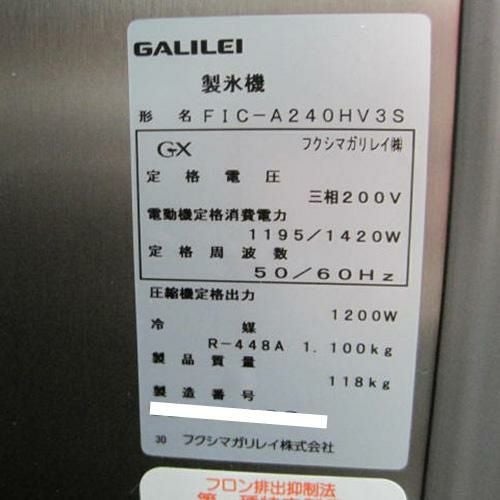 GALILEI
製氷機
形 名 FIC-A240HV3S
GX フクシマガリレイ㈱
定格電圧
三相200V
電動機定格消費電力
1195/1420W
定格周波数
50/60Hz
圧縮機定格出力
1200W
冷 媒
R-448A 1.100kg
製品質量
118kg
製造番号
30 フクシマガリレイ株式会社
フロン排出抑制法